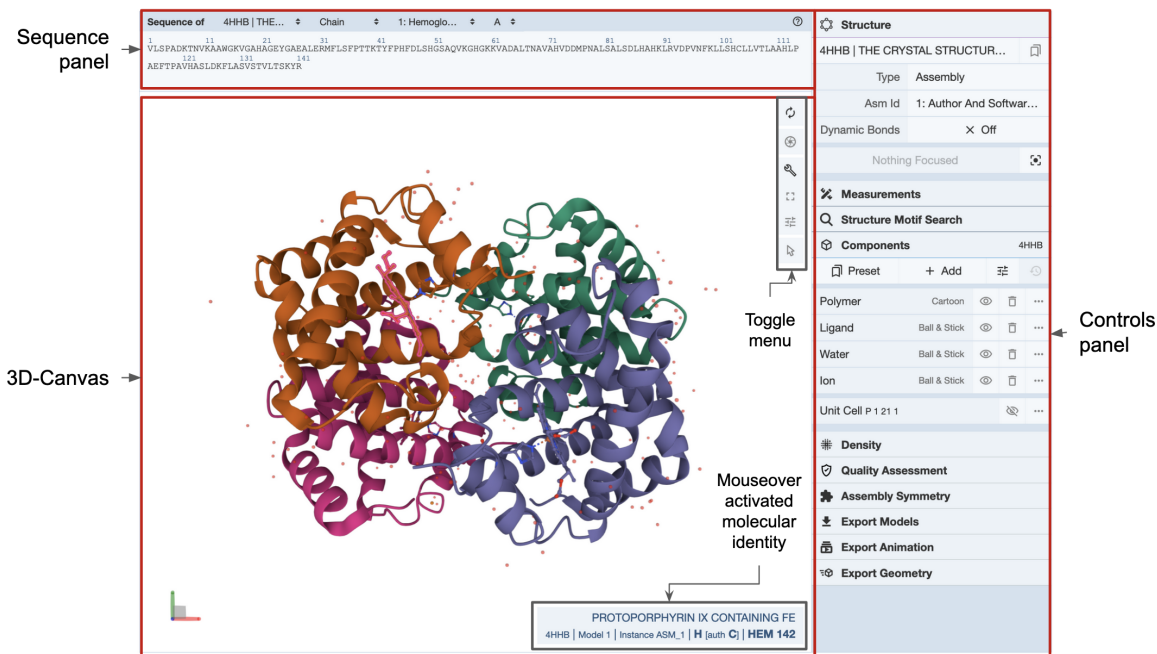 Sequence panel
Sequence of 4HHB | THE... Chain 1: Hemoglo... A
1 11 21 31 41 51 61 71 81 91 101 111
VLSPADKTNVKAAWGKVGAHAGEYGAEALERMFLSFPTTKTYFPHFDLSHGSAQVKGHGKKVADALTNAVAHVDDMPNALSALSDLHAHKLRVDPVNFKLLSHCLLVTLAAHLP
121 131 141
AEFTPAVHASLDKFLASVSTVLTSKYR
3D-Canvas
Toggle menu
Mouseover activated molecular identity
PROTOPORPHYRIN IX CONTAINING FE
4HHB | Model 1 | Instance ASM_1 | H [auth C] | HEM 142
Structure
4HHB | THE CRYSTAL STRUCTUR...
Type Assembly
Asm Id 1: Author And Softwar...
Dynamic Bonds × Off
Nothing Focused
Measurements
Structure Motif Search
Components 4HHB
Preset + Add
Polymer Cartoon
Ligand Ball & Stick
Water Ball & Stick
Ion Ball & Stick
Unit Cell P 1 21 1
Density
Quality Assessment
Assembly Symmetry
Export Models
Export Animation
Export Geometry
Controls panel